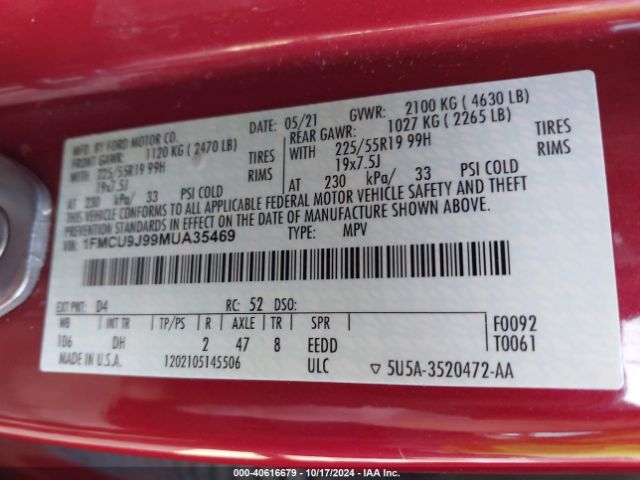 MFD. BY FORD MOTOR CO.
DATE: 05/21 GVWR: 2100 KG ( 4630 LB)
FRONT GAWR: 1120 KG ( 2470 LB)
REAR GAWR: 1027 KG ( 2265 LB)
WITH 225/55R19 99H TIRES
WITH 225/55R19 99H TIRES
19x7.5J RIMS
19x7.5J RIMS
AT 230 kPa/ 33 PSI COLD
AT 230 kPa/ 33 PSI COLD
THIS VEHICLE CONFORMS TO ALL APPLICABLE FEDERAL MOTOR VEHICLE SAFETY AND THEFT
PREVENTION STANDARDS IN EFFECT ON THE DATE OF MANUFACTURE SHOWN ABOVE.
VIN: 1FMCU9J99MUA35469 TYPE: MPV
EXT PNT: D4 RC: 52 DSO:
WB INT TR TP/PS R AXLE TR SPR
106 DH 2 47 8 EEDD
F0092
T0061
MADE IN U.S.A. 1202105145506 ULC ▽ 5U5A-3520472-AA
000-40616679 - 10/17/2024 - IAA Inc.